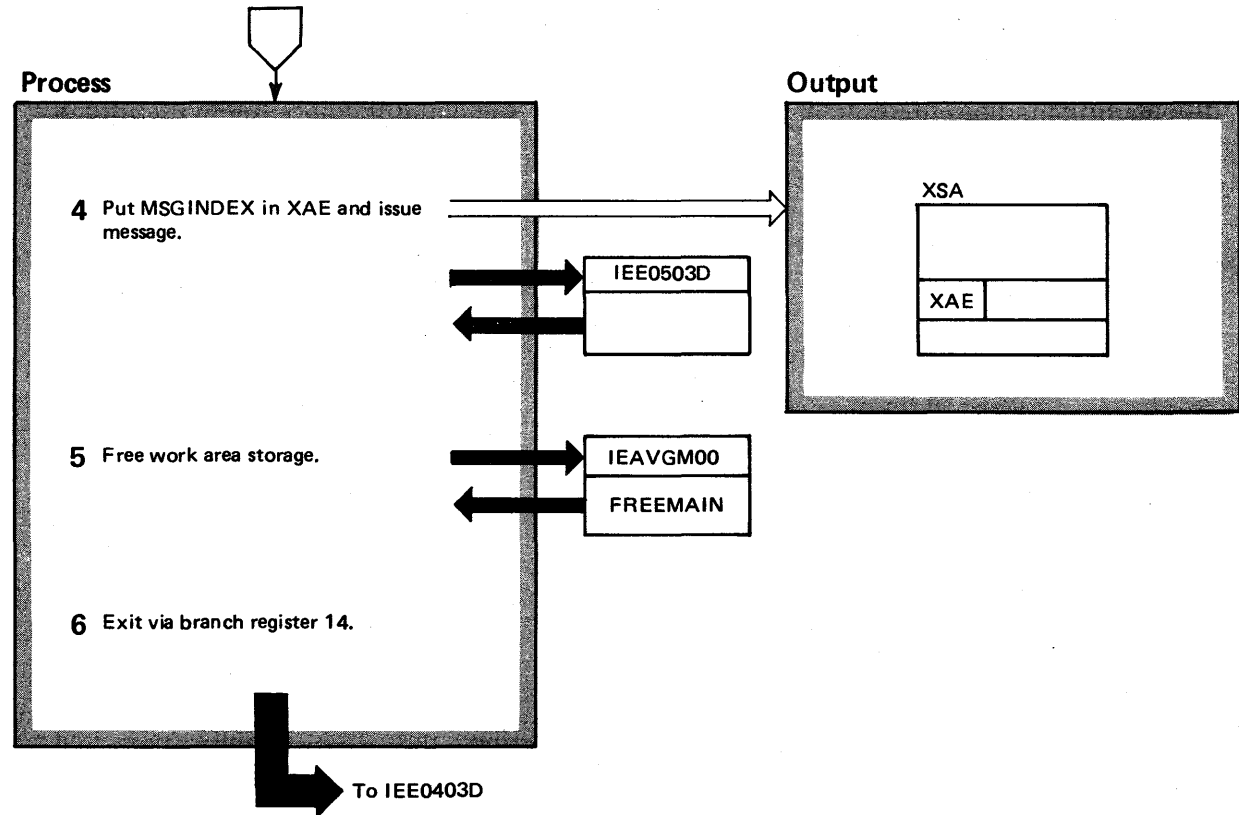 Process
Output
4 Put MSGINDEX in XAE and issue
message.
XSA
XAE
IEE0503D
5 Free work area storage.
IEAVGM00
FREEMAIN
6 Exit via branch register 14.
To IEE0403D